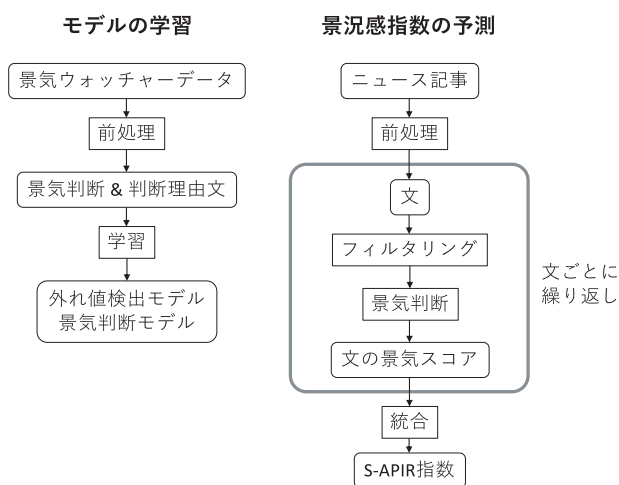 モデルの学習
景気ウォッチャーデータ
前処理
景気判断 & 判断理由文
学習
外れ値検出モデル
景気判断モデル
景況感指数の予測
ニュース記事
前処理
文
フィルタリング
景気判断
文の景気スコア
文ごとに
繰り返し
統合
S-APIR指数